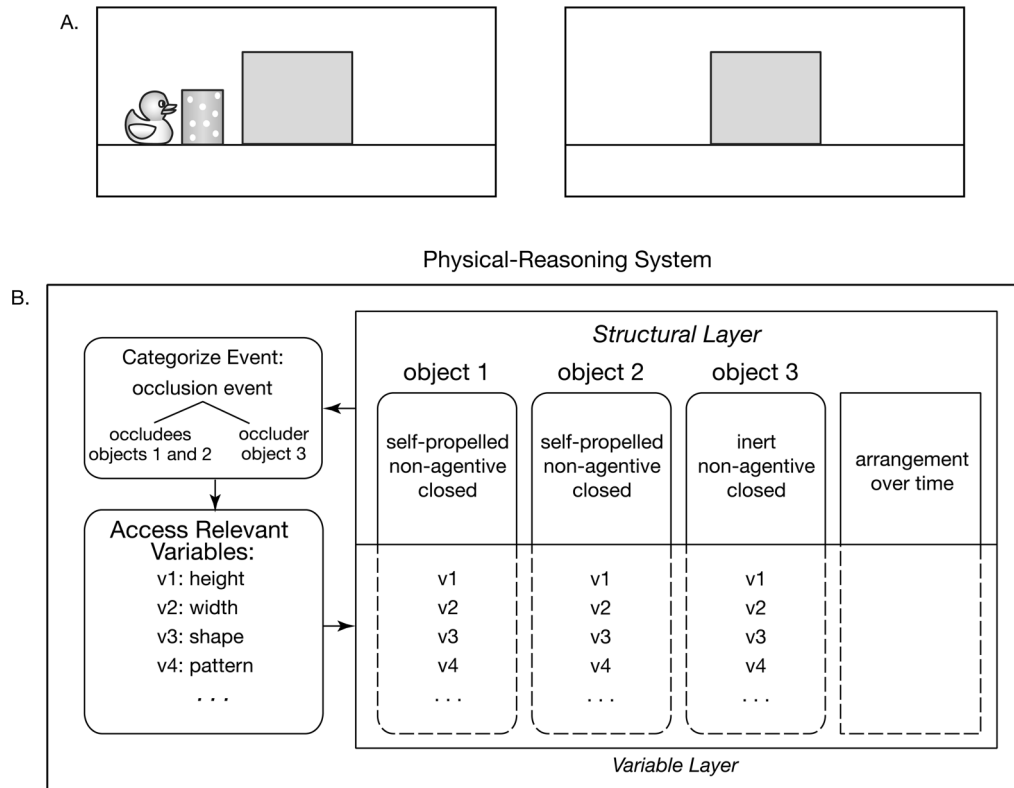 A.
Physical-Reasoning System
B.
Categorize Event:
occlusion event
occludees
objects 1 and 2
occluder
object 3
Access Relevant
Variables:
v1: height
v2: width
v3: shape
v4: pattern
. . .
Structural Layer
object 1
self-propelled
non-agentive
closed
v1
v2
v3
v4
. . .
object 2
self-propelled
non-agentive
closed
v1
v2
v3
v4
. . .
object 3
inert
non-agentive
closed
v1
v2
v3
v4
. . .
arrangement
over time
Variable Layer